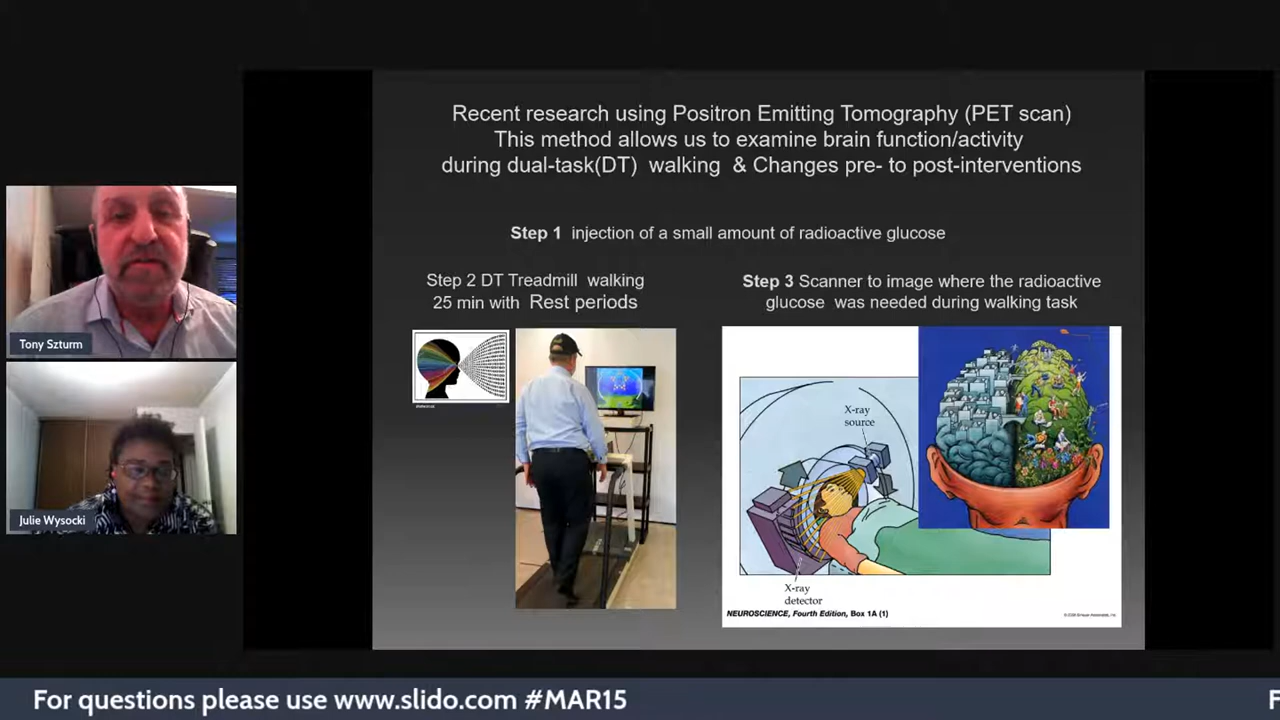 Recent research using Positron Emitting Tomography (PET scan)
This method allows us to examine brain function/activity
during dual-task(DT) walking & Changes pre- to post-interventions
Step 1 injection of a small amount of radioactive glucose
Step 2 DT Treadmill walking
25 min with Rest periods
Step 3 Scanner to image where the radioactive
glucose was needed during walking task
X-ray
source
X-ray
detector
NEUROSCIENCE, Fourth Edition, Box 1A (1)
Tony Szturm
Julie Wysocki
For questions please use www.slido.com #MAR15
F